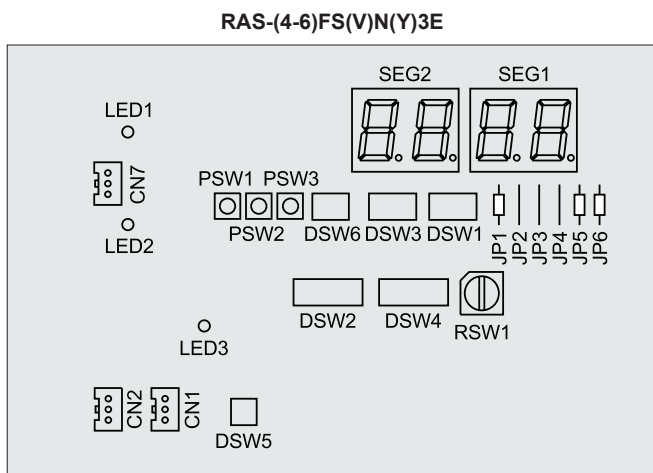 RAS-(4-6)FS(V)N(Y)3E
SEG2 SEG1
LED1
CN7
PSW1 PSW3
LED2
PSW2 DSW6 DSW3 DSW1 JP1 JP2 JP3 JP4 JP5 JP6
DSW2 DSW4 RSW1
LED3
CN2 CN1
DSW5